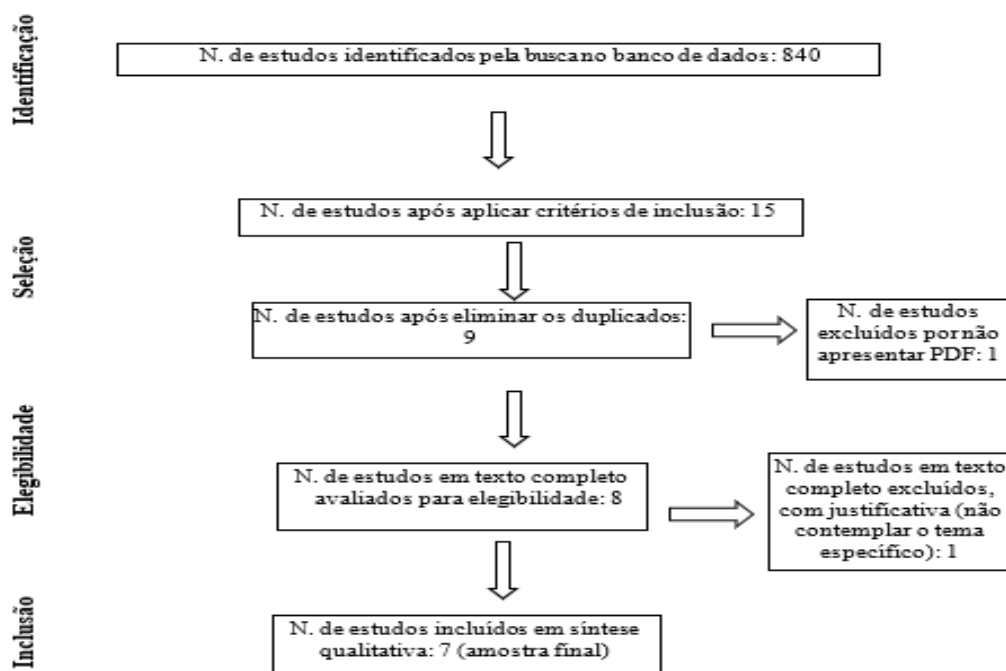 Identificação
N. de estudos identificados pela busca no banco de dados: 840
N. de estudos após aplicar critérios de inclusão: 15
Seleção
N. de estudos após eliminar os duplicados:
9
N. de estudos
excluídos por não
apresentar PDF: 1
Elegibilidade
N. de estudos em texto completo
avaliados para elegibilidade: 8
N. de estudos em texto
completo excluídos,
com justificativa (não
contemplar o tema
específico): 1
Inclusão
N. de estudos incluídos em síntese
qualitativa: 7 (amostra final)